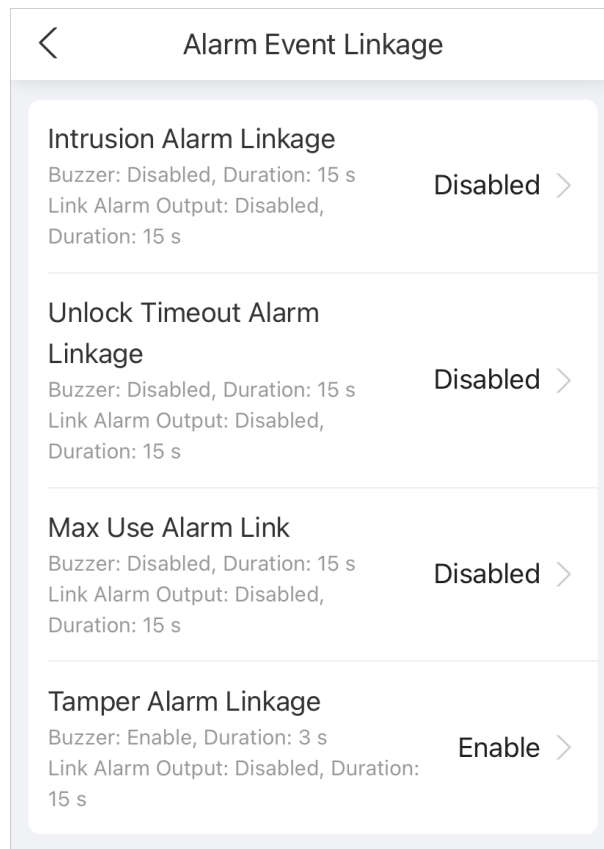 Alarm Event Linkage
Intrusion Alarm Linkage
Buzzer: Disabled, Duration: 15 s
Link Alarm Output: Disabled,
Duration: 15 s
Disabled
Unlock Timeout Alarm
Linkage
Buzzer: Disabled, Duration: 15 s
Link Alarm Output: Disabled,
Duration: 15 s
Disabled
Max Use Alarm Link
Buzzer: Disabled, Duration: 15 s
Link Alarm Output: Disabled,
Duration: 15 s
Disabled
Tamper Alarm Linkage
Buzzer: Enable, Duration: 3 s
Link Alarm Output: Disabled, Duration:
15 s
Enable